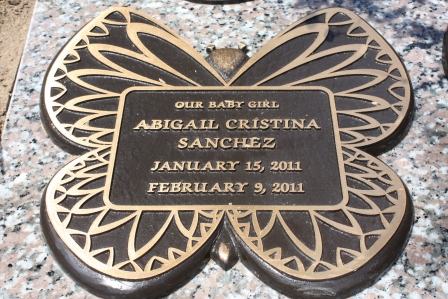 OUR BABY GIRL
ABIGAIL CRISTINA
SANCHEZ
JANUARY 15, 2011
FEBRUARY 9, 2011